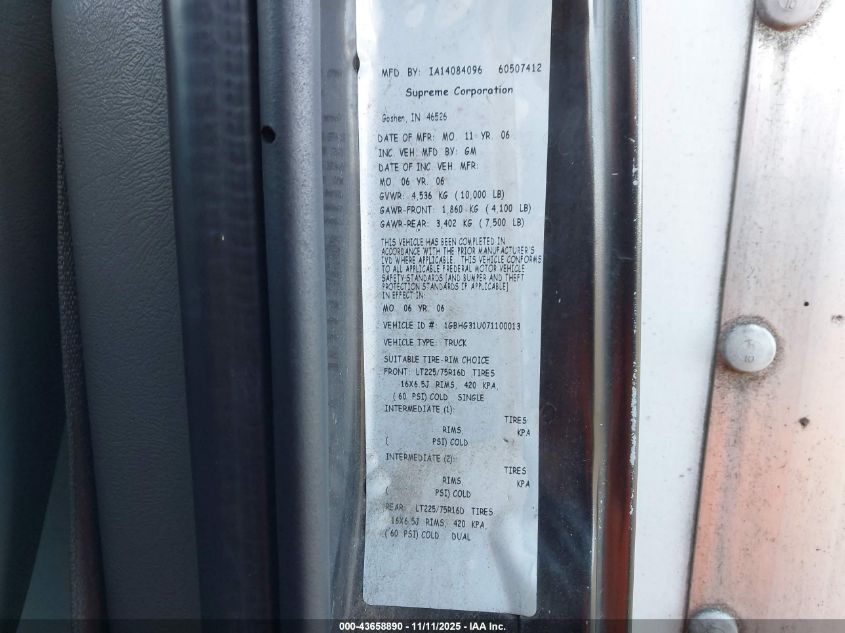 MFD. BY: IA14084096 60507412
Supreme Corporation
Goshen, IN 46526
DATE OF MFR: MO. 11 YR. 06
INC. VEH. MFD. BY: GM
DATE OF INC. VEH. MFR:
MO. 06 YR. 06
GVWR: 4,536 KG (10,000 LB)
GAWR-FRONT: 1,860 KG (4,100 LB)
GAWR-REAR: 3,402 KG (7,500 LB)
THIS VEHICLE HAS BEEN COMPLETED IN
ACCORDANCE WITH THE PRIOR MANUFACTURER'S
IVD WHERE APPLICABLE. THIS VEHICLE CONFORMS
TO ALL APPLICABLE FREDERAL MOTOR VEHICLE
SAFETY STANDARDS [AND BUMPER AND THEFT
PROTECTION STANDARDS IF APPLICABLE]
IN EFFECT IN:
MO. 06 YR. 06
VEHICLE ID #: 1GBHG31U071100013
VEHICLE TYPE: TRUCK
SUITABLE TIRE-RIM CHOICE
FRONT: LT225/75R16D TIRES
16X6.5J RIMS, 420 KPA,
(60 PSI) COLD SINGLE
INTERMEDIATE (1):
TIRES
RIMS, KPA
( PSI) COLD
INTERMEDIATE (2):
TIRES
RIMS, KPA
( PSI) COLD
REAR: LT225/75R16D TIRES
16X6.5J RIMS, 420 KPA,
(60 PSI) COLD DUAL
000-43658890 - 11/11/2025 - IAA Inc.